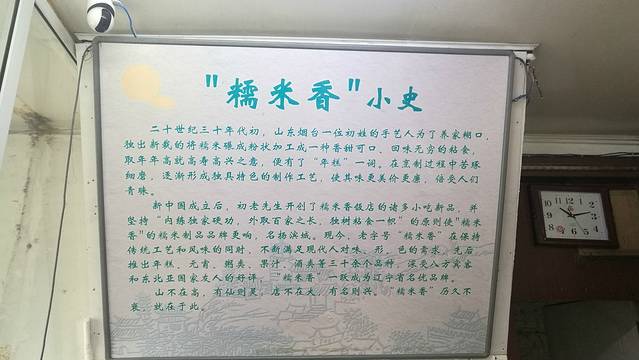 "糯米香"小史
二十世纪三十年代初，山东烟台一位初姓的手艺人为了养家糊口，
独出新裁的将糯米碾成粉状加工成一种香甜可口、回味无穷的粘食，
取年年高就高寿高兴之意，便有了“年糕”一词。在烹制过程中苦琢
细磨，逐渐形成独具特色的制作工艺，使其味更美价更廉，倍受人们
青睐。
新中国成立后，初老先生开创了糯米香饭店的诸多小吃新品，并
坚持“内练独家硬功，外取百家之长，独树粘食一帜”的原则使“糯米
香”的糯米制品品牌更响，名扬滨城。现今，老字号“糯米香”在保持
传统工艺和风味的同时，不断满足现代人对味、形、色的需求，先后
推出年糕、元宵、粥类、果汁、酒类等三十余个品种，深受八方宾客
和东北亚国家友人的好评，“糯米香”一跃成为辽宁省名优品牌。
山不在高，有仙则灵，店不在大，有名则兴。“糯米香”历久不
衰，就在于此。